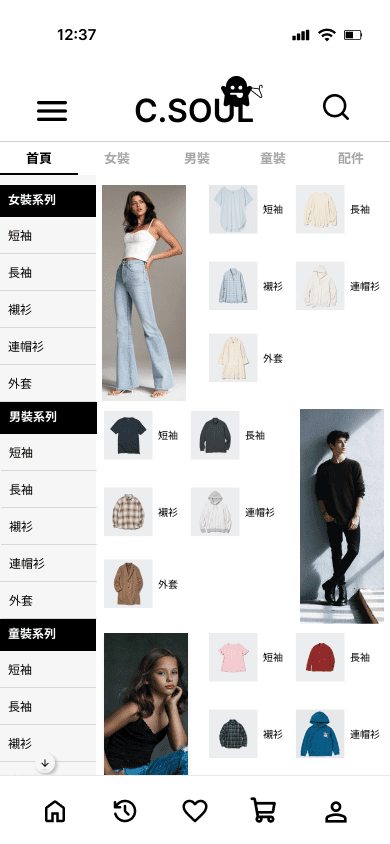 12:37
C.SOUL
首頁 女裝 男裝 童裝 配件
女裝系列
短袖
長袖
襯衫
連帽衫
外套
短袖 長袖
襯衫 連帽衫
外套
男裝系列
短袖
長袖
襯衫
連帽衫
外套
短袖 長袖
襯衫 連帽衫
外套
童裝系列
短袖
長袖
襯衫
短袖 長袖
襯衫 連帽衫